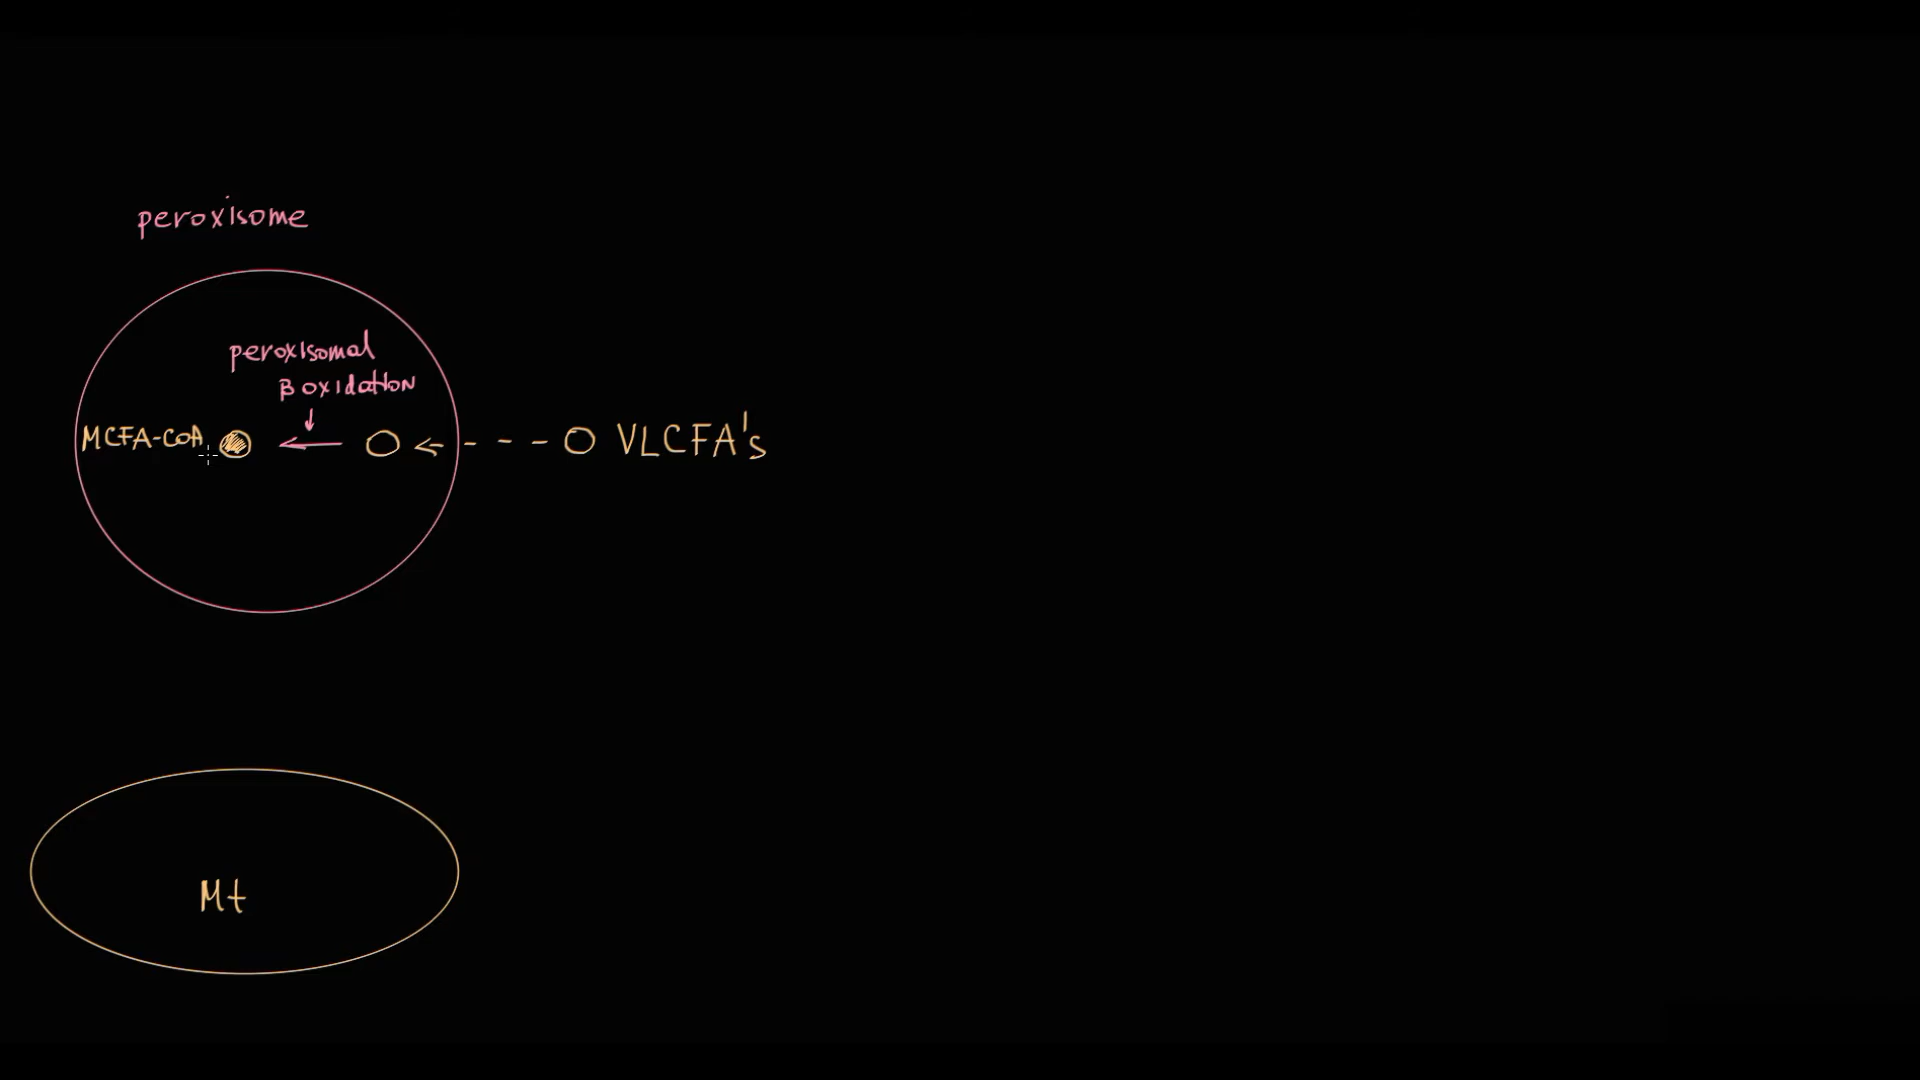 peroxisome
peroxisomal
β oxidation
MCFA-COA
VLCFA's
Mt